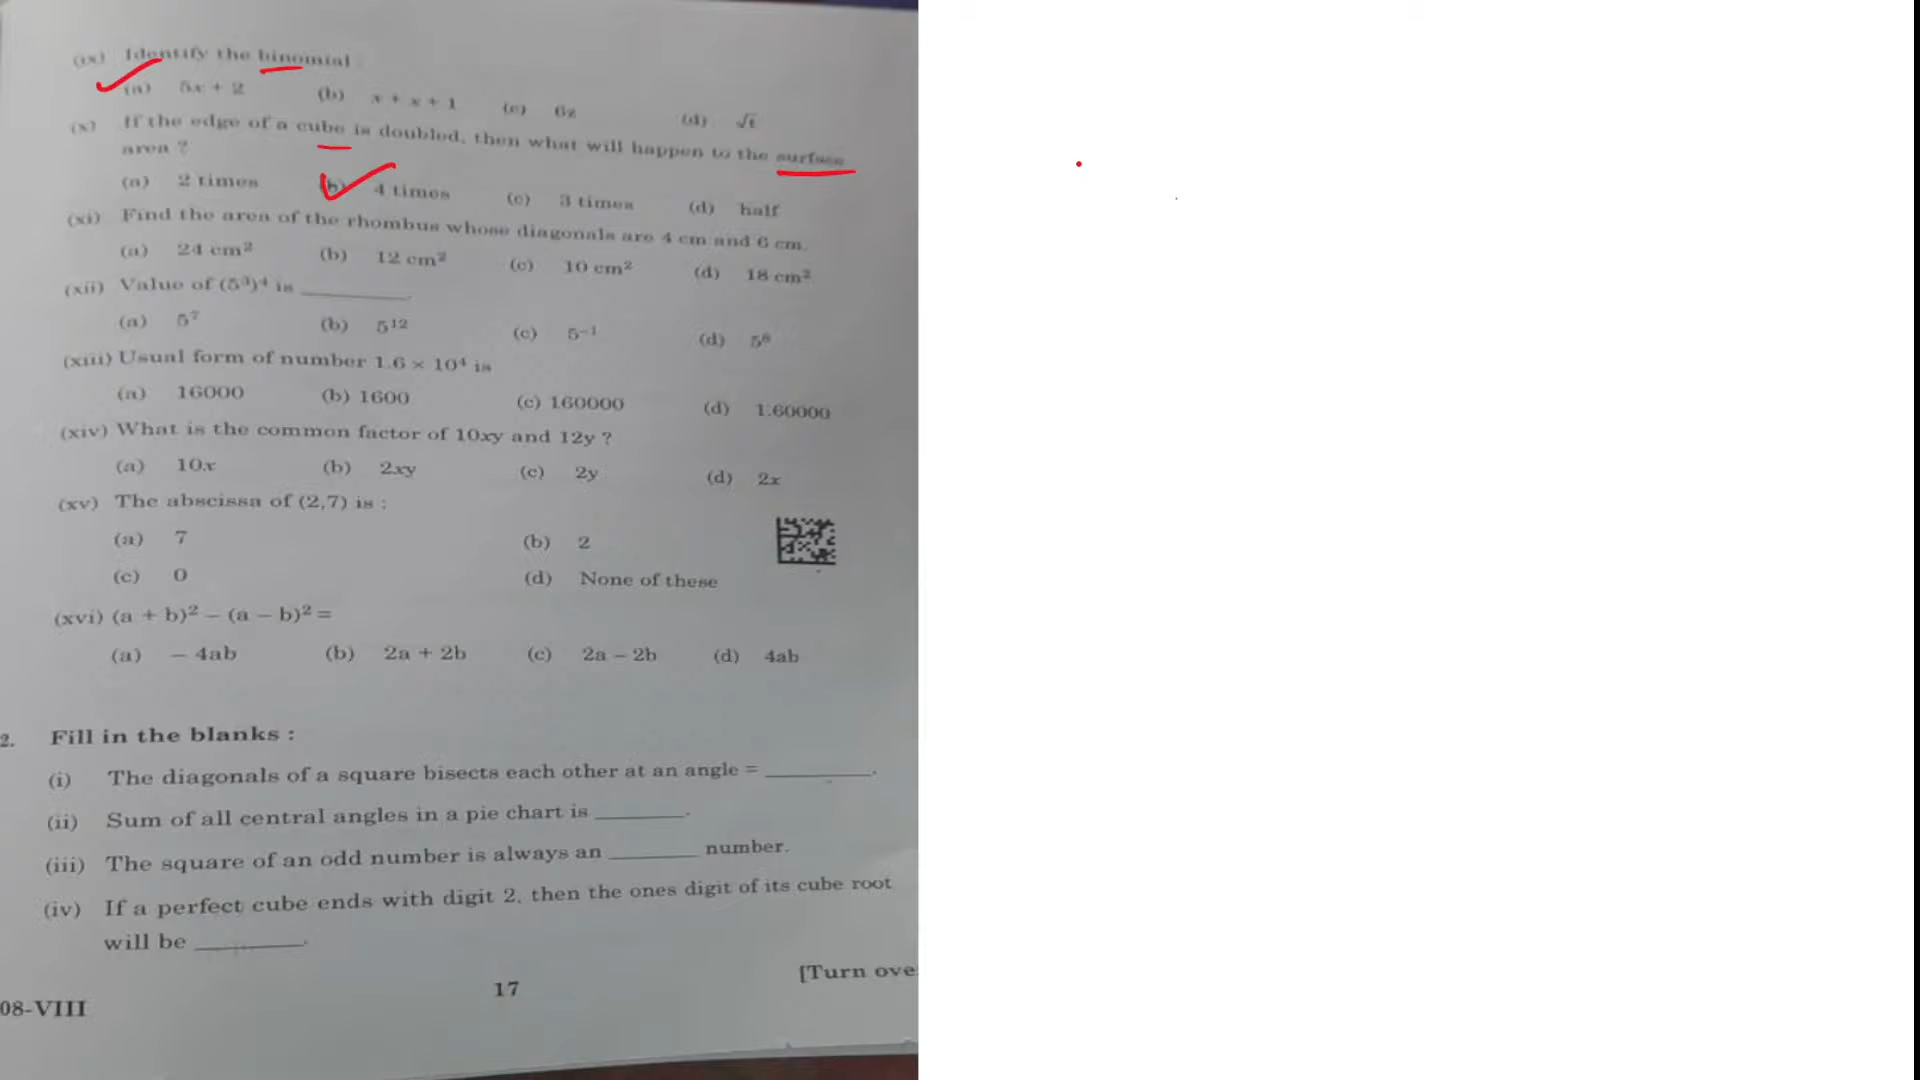 (ix) Identify the binomial :
(a) 5x + 2 (b) x + x + 1 (c) 6z (d) √t
(x) If the edge of a cube is doubled, then what will happen to the surface
area ?
(a) 2 times (b) 4 times (c) 3 times (d) half
(xi) Find the area of the rhombus whose diagonals are 4 cm and 6 cm.
(a) 24 cm² (b) 12 cm² (c) 10 cm² (d) 18 cm²
(xii) Value of (5³)⁴ is ________.
(a) 5⁷ (b) 5¹² (c) 5⁻¹ (d) 5⁸
(xiii) Usual form of number 1.6 × 10⁴ is
(a) 16000 (b) 1600 (c) 160000 (d) 1.60000
(xiv) What is the common factor of 10xy and 12y ?
(a) 10x (b) 2xy (c) 2y (d) 2x
(xv) The abscissa of (2,7) is :
(a) 7 (b) 2
(c) 0 (d) None of these
(xvi) (a + b)² – (a – b)² =
(a) – 4ab (b) 2a + 2b (c) 2a – 2b (d) 4ab
2. Fill in the blanks :
(i) The diagonals of a square bisects each other at an angle = ________.
(ii) Sum of all central angles in a pie chart is ________.
(iii) The square of an odd number is always an ________ number.
(iv) If a perfect cube ends with digit 2, then the ones digit of its cube root
will be ________.
17
[Turn ove
08-VIII